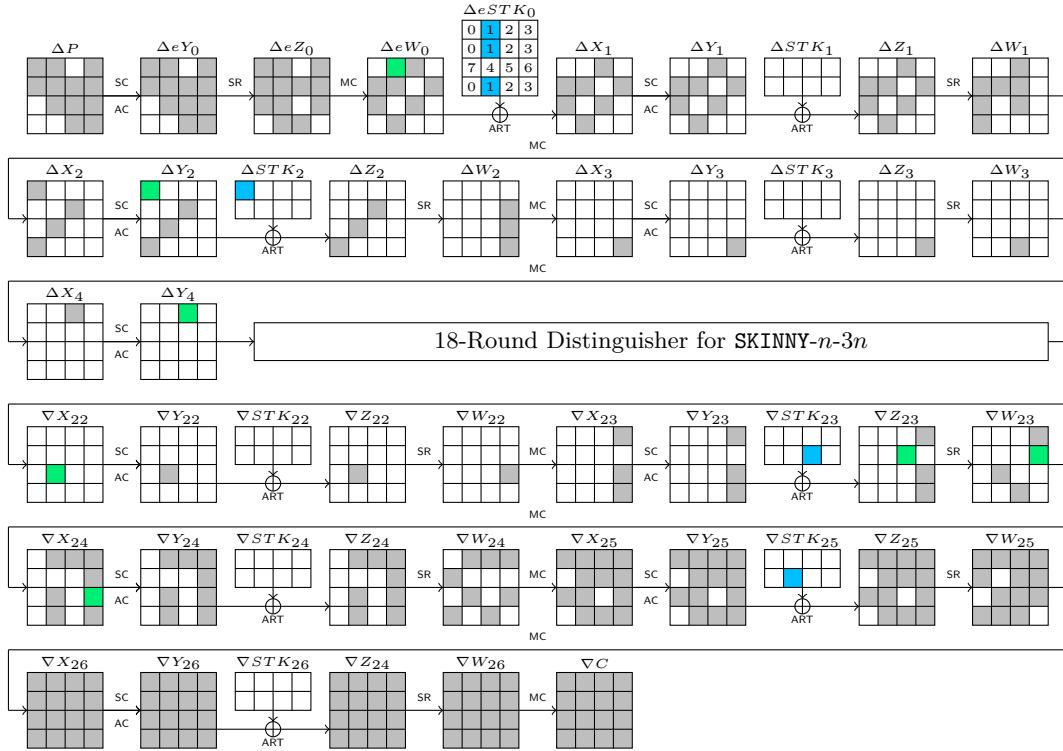 ΔeSTK₀
ΔP ΔeY₀ ΔeZ₀ ΔeW₀ ΔX₁ ΔY₁ ΔSTK₁ ΔZ₁ ΔW₁
0 1 2 3
0 1 2 3
7 4 5 6
0 1 2 3
SC AC SR MC ART SC AC ART SR
MC
ΔX₂ ΔY₂ ΔSTK₂ ΔZ₂ ΔW₂ ΔX₃ ΔY₃ ΔSTK₃ ΔZ₃ ΔW₃
SC AC ART SR MC SC AC ART SR
MC
ΔX₄ ΔY₄
SC AC
18-Round Distinguisher for SKINNY-n-3n
∇X₂₂ ∇Y₂₂ ∇STK₂₂ ∇Z₂₂ ∇W₂₂ ∇X₂₃ ∇Y₂₃ ∇STK₂₃ ∇Z₂₃ ∇W₂₃
SC AC ART SR MC SC AC ART SR
MC
∇X₂₄ ∇Y₂₄ ∇STK₂₄ ∇Z₂₄ ∇W₂₄ ∇X₂₅ ∇Y₂₅ ∇STK₂₅ ∇Z₂₅ ∇W₂₅
SC AC ART SR MC SC AC ART SR
MC
∇X₂₆ ∇Y₂₆ ∇STK₂₆ ∇Z₂₄ ∇W₂₆ ∇C
SC AC ART SR MC